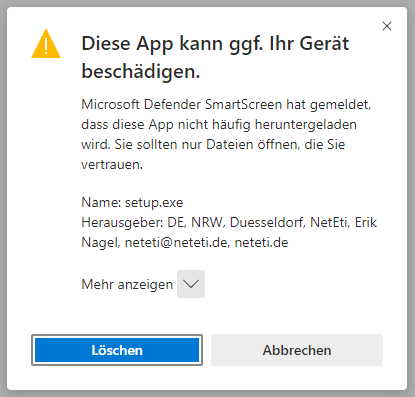 Diese App kann ggf. Ihr Gerät
beschädigen.
Microsoft Defender SmartScreen hat gemeldet,
dass diese App nicht häufig heruntergeladen
wird. Sie sollten nur Dateien öffnen, die Sie
vertrauen.
Name: setup.exe
Herausgeber: DE, NRW, Duesseldorf, NetEti, Erik
Nagel, neteti@neteti.de, neteti.de
Mehr anzeigen
Löschen
Abbrechen